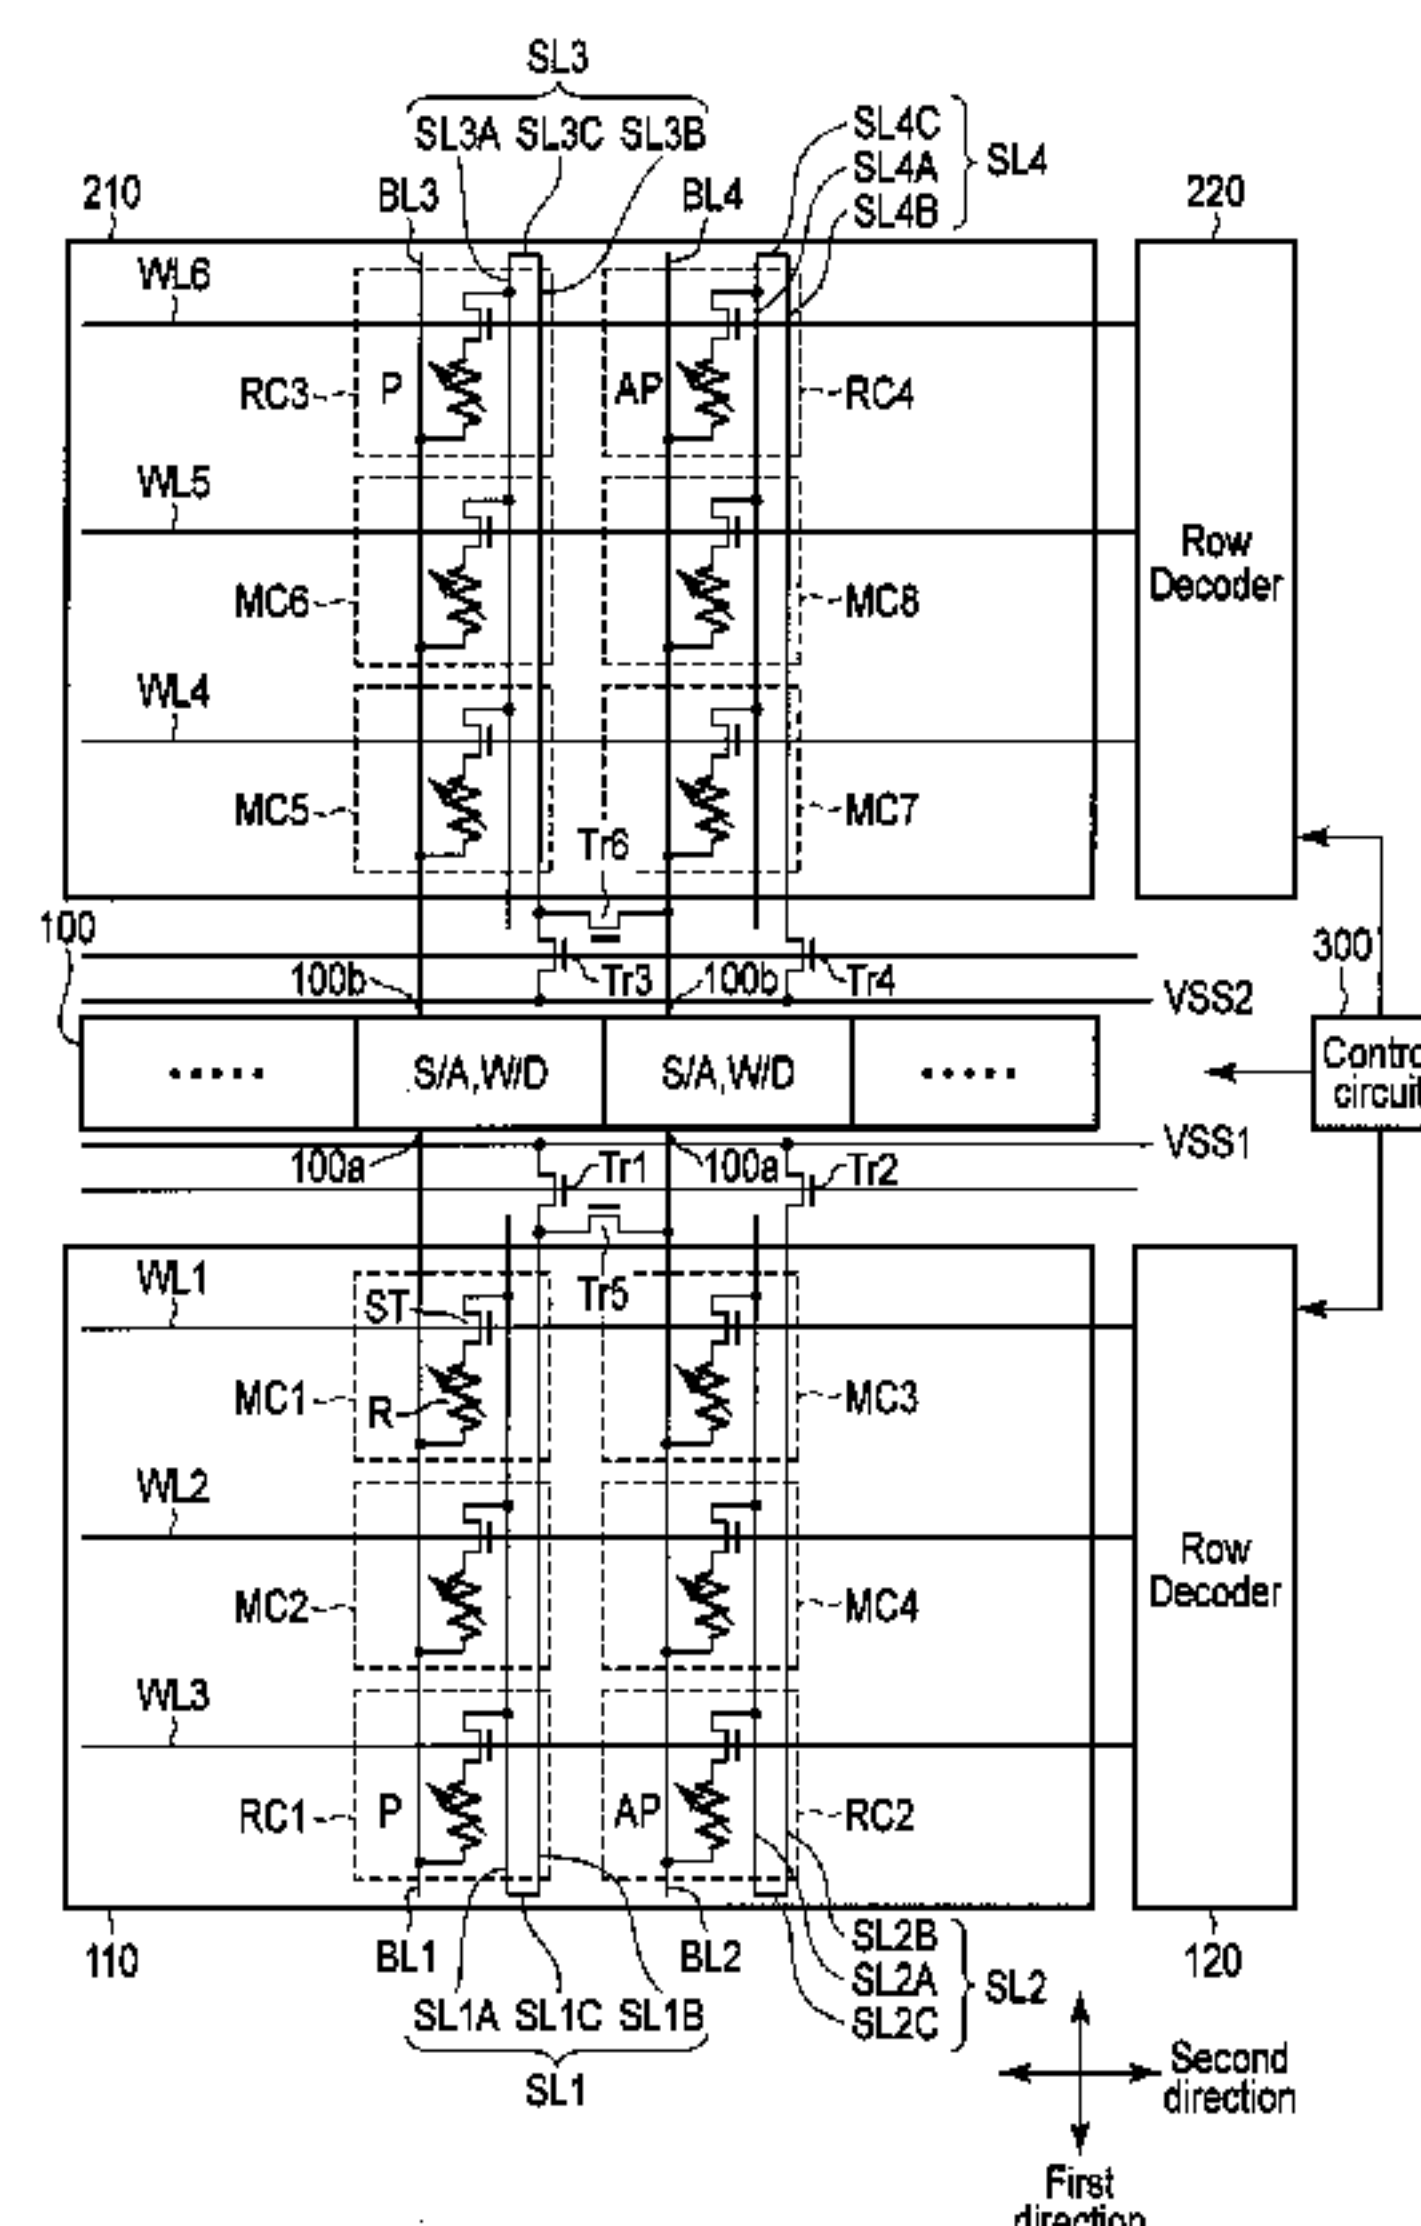 SL3
SL3A SL3C SL3B
SL4C
SL4A
SL4B
SL4
210
BL3
BL4
220
WL6
RC3
P
AP
RC4
WL5
Row
Decoder
MC6
MC8
WL4
MC5
MC7
Tr6
100
300
100b
Tr3
100b
Tr4
VSS2
.....
S/A,W/D
S/A,W/D
.....
Contro
circuit
100a
Tr1
100a
Tr2
VSS1
WL1
ST
Tr5
MC1
R
MC3
WL2
Row
Decoder
MC2
MC4
WL3
RC1
P
AP
RC2
110
BL1
BL2
SL2B
SL2A
SL2C
SL2
120
SL1A SL1C SL1B
SL1
Second
direction
First
direction